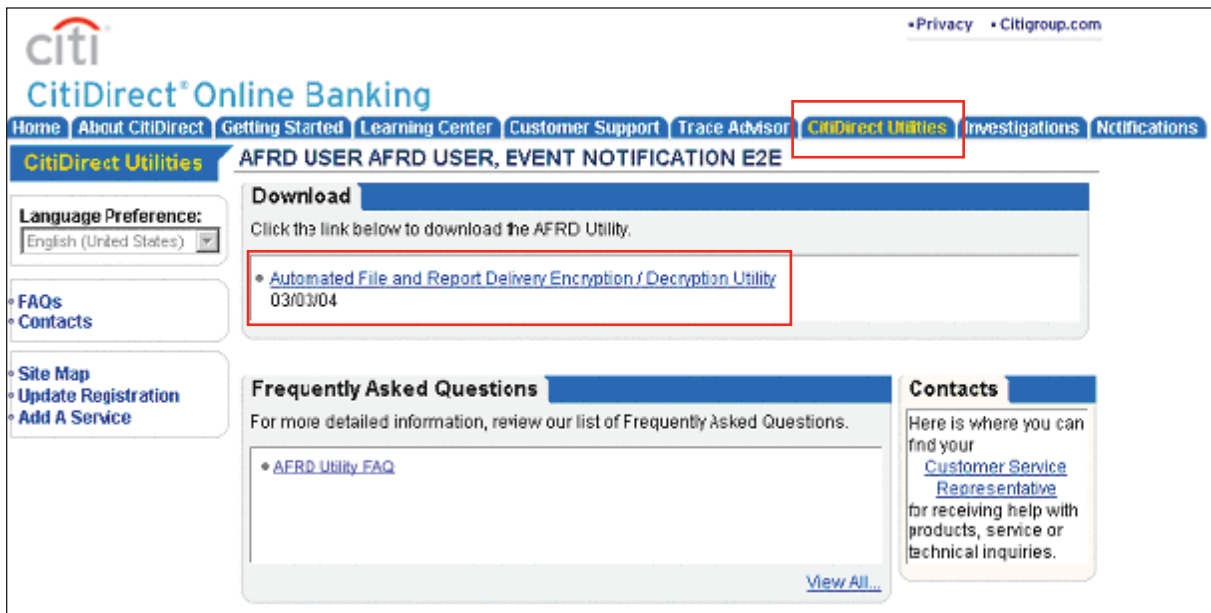 •Privacy •Citigroup.com
citi
CitiDirect® Online Banking
Home About CitiDirect Getting Started Learning Center Customer Support Trace Advisor CitiDirect Utilities Investigations Notifications
CitiDirect Utilities
AFRD USER AFRD USER, EVENT NOTIFICATION E2E
Language Preference:
English (United States)
FAQs
Contacts
Site Map
Update Registration
Add A Service
Download
Click the link below to download the AFRD Utility.
• Automated File and Report Delivery Encryption / Decryption Utility
03/03/04
Frequently Asked Questions
For more detailed information, review our list of Frequently Asked Questions.
• AFRD Utility FAQ
View All...
Contacts
Here is where you can
find your
Customer Service
Representative
for receiving help with
products, service or
technical inquiries.